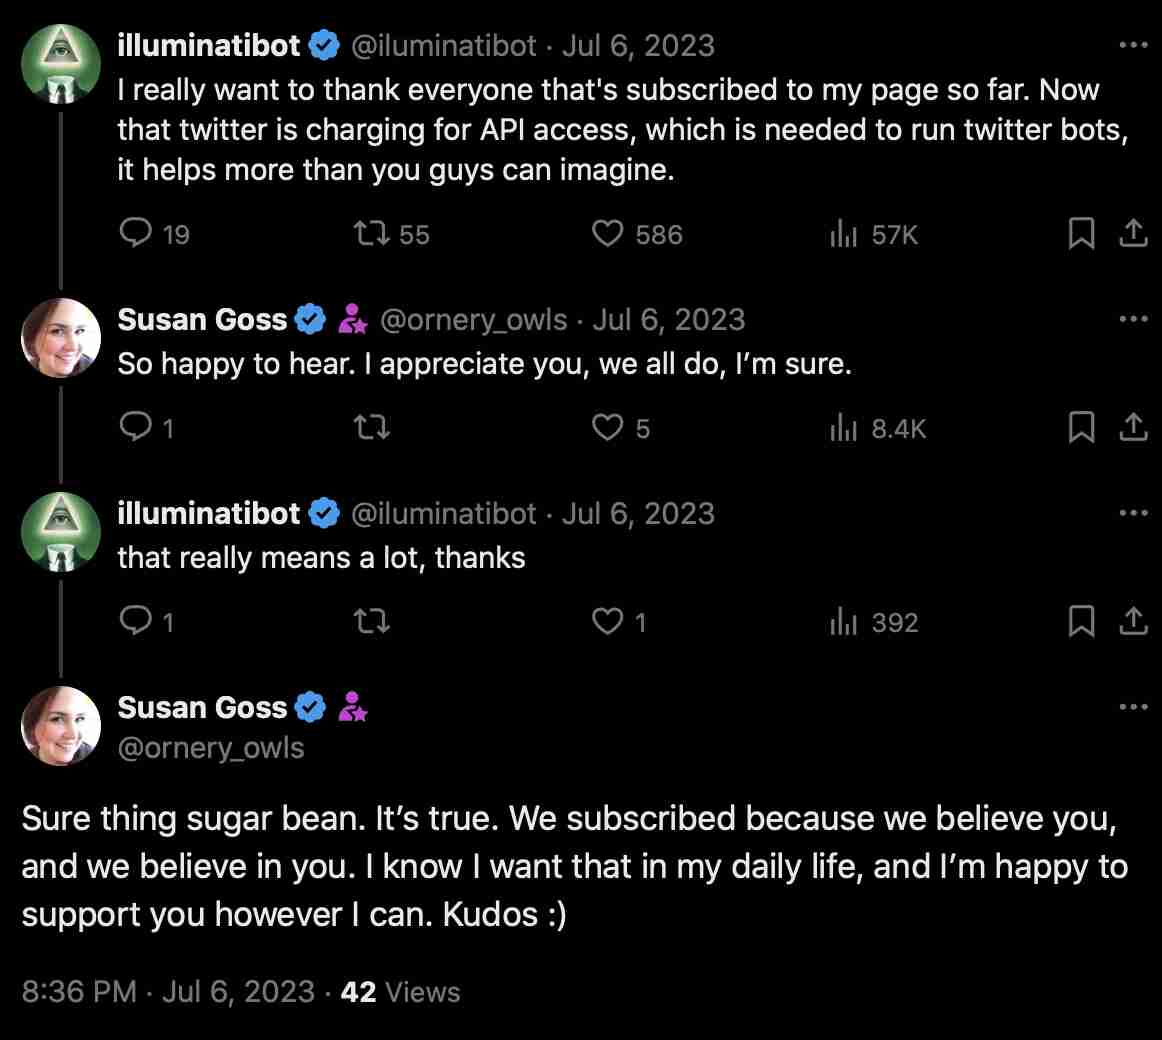 illuminatibot @iluminatibot · Jul 6, 2023
I really want to thank everyone that's subscribed to my page so far. Now
that twitter is charging for API access, which is needed to run twitter bots,
it helps more than you guys can imagine.
19 55 586 57K
Susan Goss @ornery_owls · Jul 6, 2023
So happy to hear. I appreciate you, we all do, I’m sure.
1 5 8.4K
illuminatibot @iluminatibot · Jul 6, 2023
that really means a lot, thanks
1 1 392
Susan Goss
@ornery_owls
Sure thing sugar bean. It’s true. We subscribed because we believe you,
and we believe in you. I know I want that in my daily life, and I’m happy to
support you however I can. Kudos :)
8:36 PM · Jul 6, 2023 · 42 Views